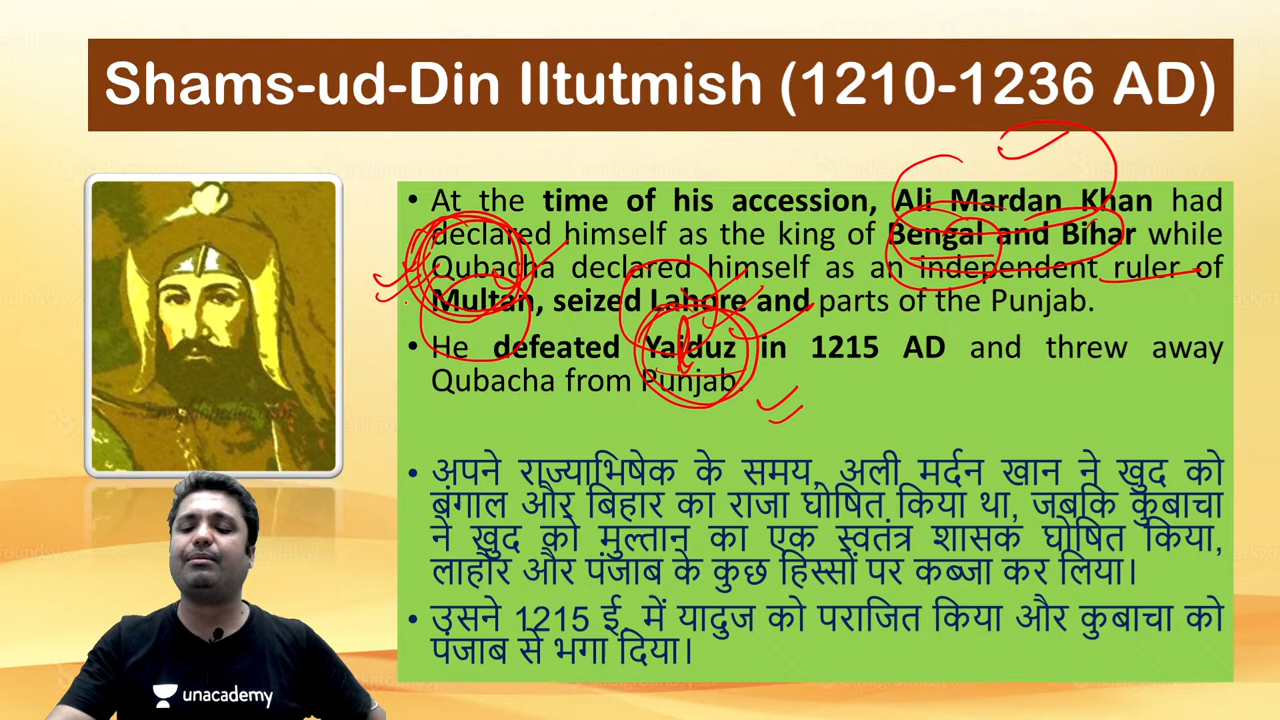 Shams-ud-Din Iltutmish (1210-1236 AD)
• At the time of his accession, Ali Mardan Khan had
declared himself as the king of Bengal and Bihar while
Qubacha declared himself as an independent ruler of
Multan, seized Lahore and parts of the Punjab.
• He defeated Yaiduz in 1215 AD and threw away
Qubacha from Punjab.
• अपने राज्याभिषेक के समय, अली मर्दन खान ने खुद को
बंगाल और बिहार का राजा घोषित किया था, जबकि कुबाचा
ने खुद को मुल्तान का एक स्वतंत्र शासक घोषित किया,
लाहौर और पंजाब के कुछ हिस्सों पर कब्जा कर लिया।
• उसने 1215 ई. में यादुज को पराजित किया और कुबाचा को
पंजाब से भगा दिया।
unacademy